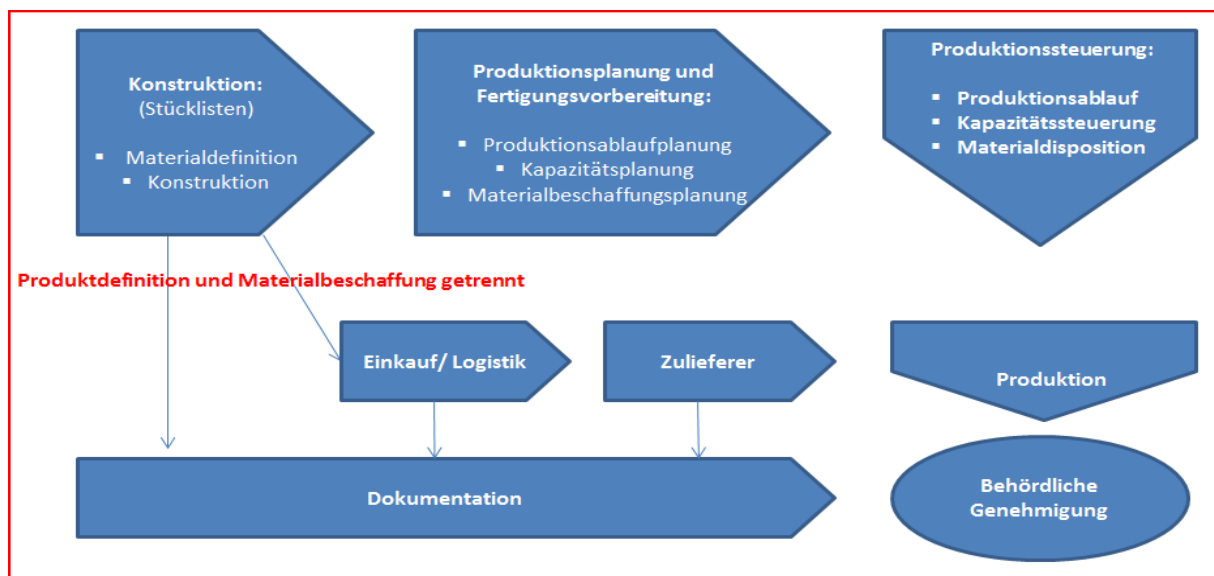 Konstruktion:
(Stücklisten)
▪ Materialdefinition
▪ Konstruktion
Produktionsplanung und
Fertigungsvorbereitung:
▪ Produktionsablaufplanung
▪ Kapazitätsplanung
▪ Materialbeschaffungsplanung
Produktionssteuerung:
▪ Produktionsablauf
▪ Kapazitätssteuerung
▪ Materialdisposition
Produktdefinition und Materialbeschaffung getrennt
Einkauf/ Logistik
Zulieferer
Produktion
Dokumentation
Behördliche
Genehmigung